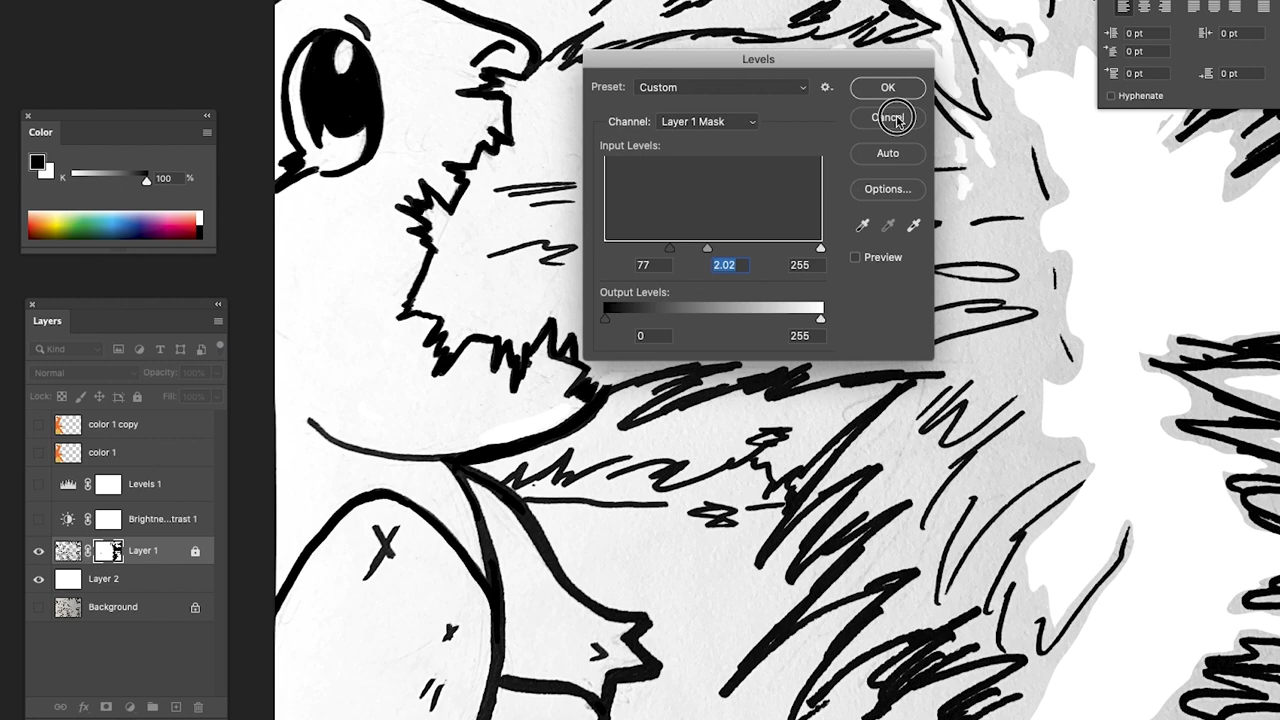 Levels
Preset: Custom
OK
Cancel
Channel: Layer 1 Mask
Input Levels:
Auto
Options...
77 2.02 255
Preview
Output Levels:
0 255
0 pt 0 pt
0 pt
0 pt 0 pt
Hyphenate
Color
K 100 %
Layers
Kind
Normal Opacity: 100%
Lock: Fill: 100%
color 1 copy
color 1
Levels 1
Brightne...trast 1
Layer 1
Layer 2
Background